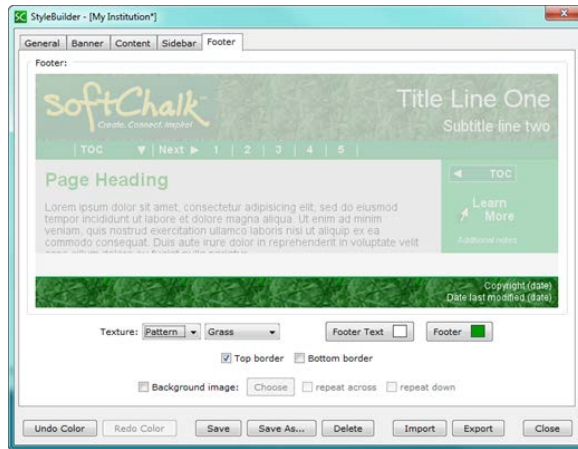 StyleBuilder - [My Institution*]
General Banner Content Sidebar Footer
Footer:
SoftChalk
Create. Connect. Inspire!
Title Line One
Subtitle line two
| TOC ▼ | Next ► 1 | 2 | 3 | 4 | 5 |
Page Heading
◄ TOC
Lorem ipsum dolor sit amet, consectetur adipisicing elit, sed do eiusmod
tempor incididunt ut labore et dolore magna aliqua. Ut enim ad minim
veniam, quis nostrud exercitation ullamco laboris nisi ut aliquip ex ea
commodo consequat. Duis aute irure dolor in reprehenderit in voluptate velit
Learn
More
Additional notes
Copyright (date)
Date last modified (date)
Texture: Pattern Grass Footer Text Footer
Top border Bottom border
Background image: Choose repeat across repeat down
Undo Color Redo Color Save Save As... Delete Import Export Close